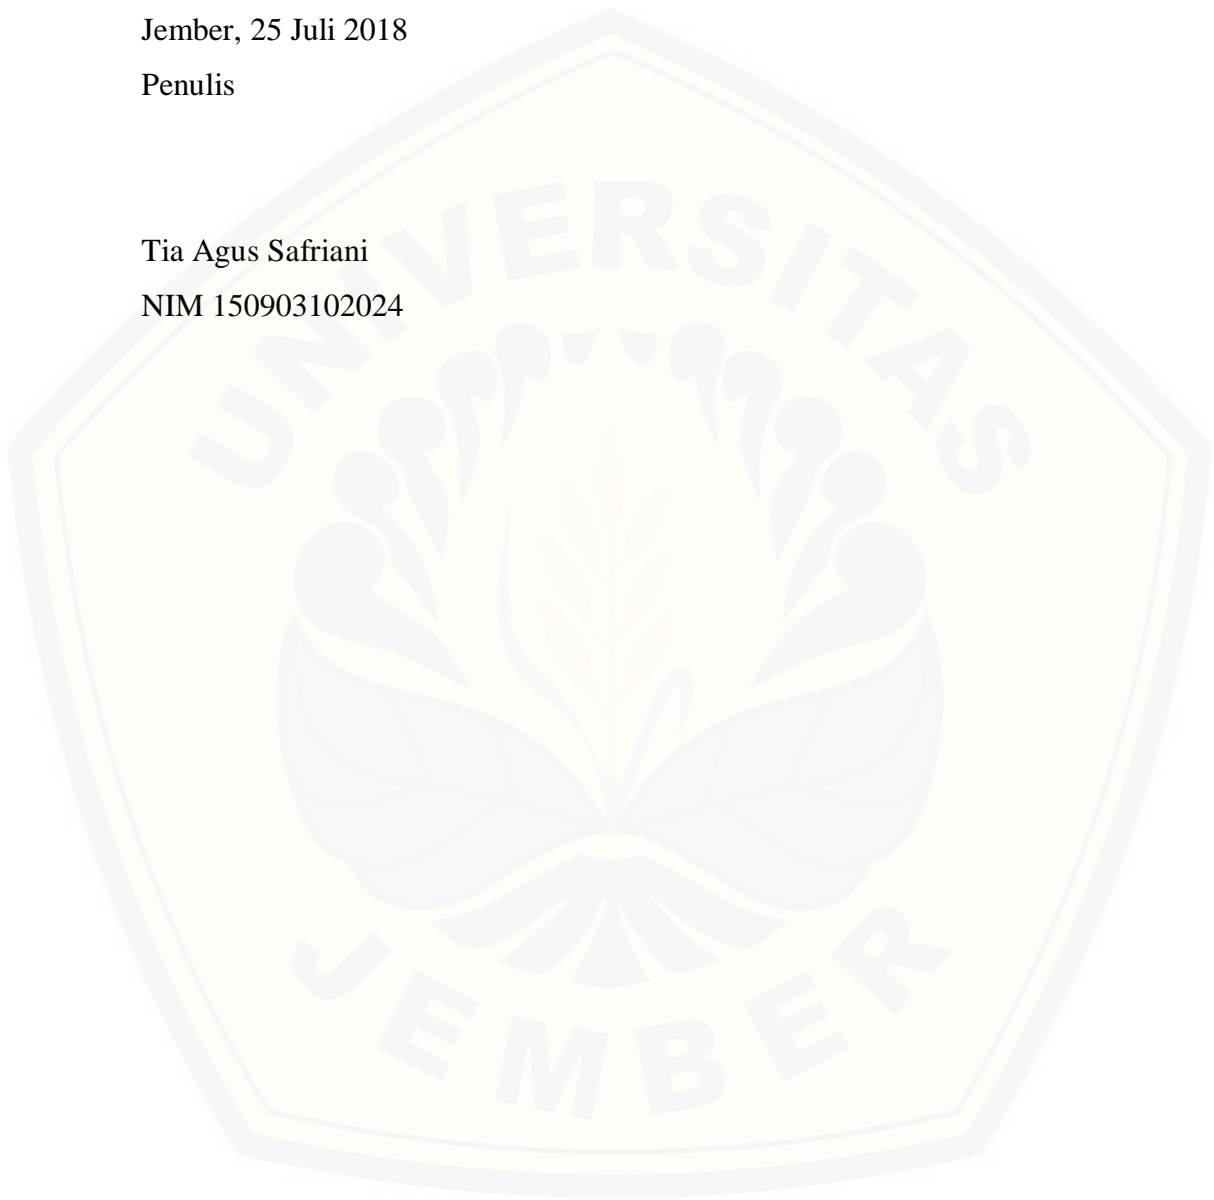 Jember, 25 Juli 2018
Penulis
Tia Agus Safriani
NIM 150903102024
UNIVERSITAS
JEMBER